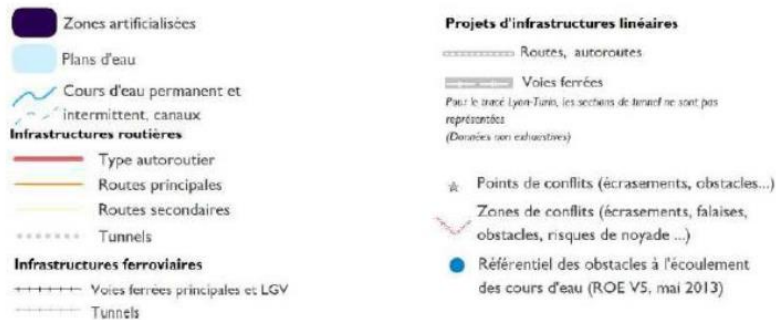 Zones artificialisées
Plans d'eau
Cours d'eau permanent et
intermittent, canaux
Infrastructures routières
Type autoroutier
Routes principales
Routes secondaires
Tunnels
Infrastructures ferroviaires
Voies ferrées principales et LGV
Tunnels
Projets d'infrastructures linéaires
Routes, autoroutes
Voies ferrées
Pour le tracé Lyon-Turin, les sections de tunnel ne sont pas
représentées
(Données non exhaustives)
Points de conflits (écrasements, obstacles...)
Zones de conflits (écrasements, falaises,
obstacles, risques de noyade ...)
Référentiel des obstacles à l'écoulement
des cours d'eau (ROE V5, mai 2013)